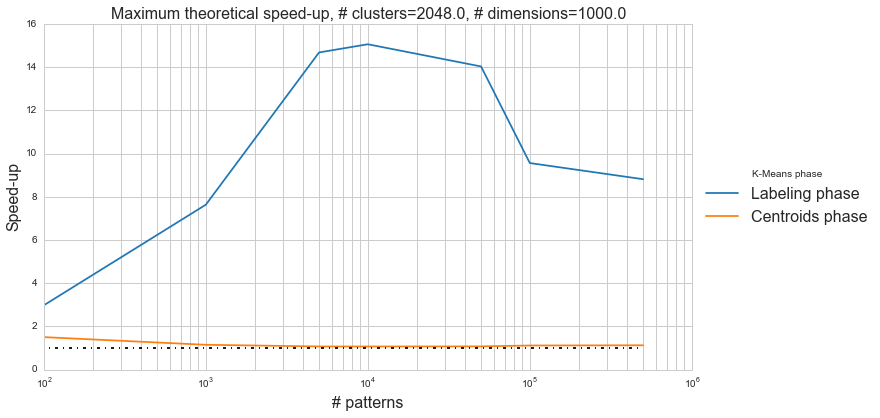 Maximum theoretical speed-up, # clusters=2048.0, # dimensions=1000.0
16
14
12
10
8
6
4
2
0
Speed-up
10²
10³
10⁴
10⁵
10⁶
# patterns
K-Means phase
Labeling phase
Centroids phase